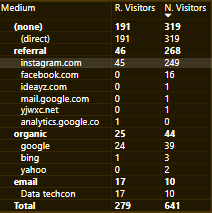 Medium R. Visitors N. Visitors
(none) 191 319
(direct) 191 319
referral 46 268
instagram.com 45 249
facebook.com 0 16
ideayz.com 0 1
mail.google.com 0 1
yjwxc.net 0 1
analytics.google.co 1 0
organic 25 44
google 24 39
bing 1 3
yahoo 0 2
email 17 10
Data techcon 17 10
Total 279 641